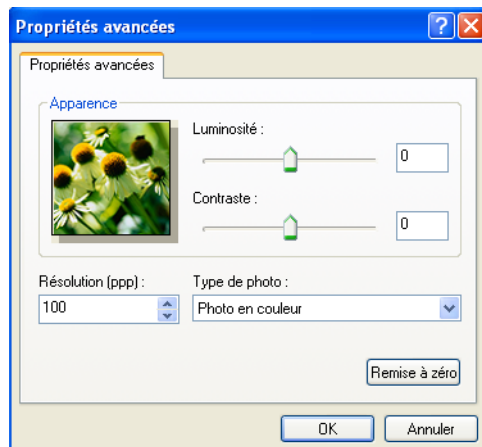 Propriétés avancées
Propriétés avancées
Apparence
Luminosité :
0
Contraste :
0
Résolution (ppp) :
100
Type de photo :
Photo en couleur
Remise à zéro
OK
Annuler